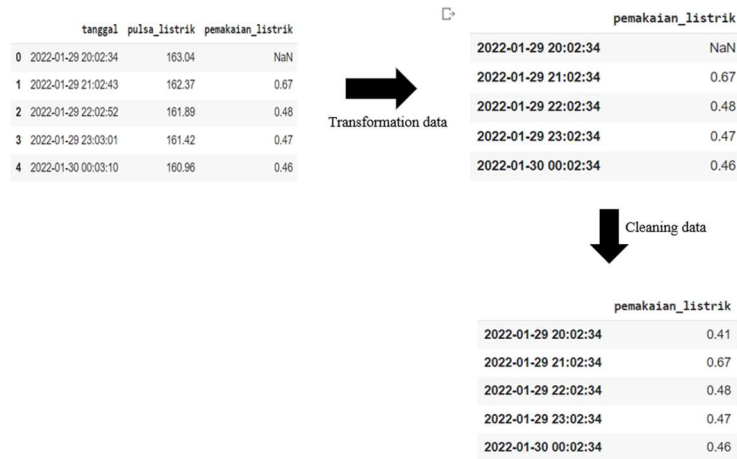 tanggal pulsa_listrik pemakaian_listrik
0 2022-01-29 20:02:34 163.04 NaN
1 2022-01-29 21:02:43 162.37 0.67
2 2022-01-29 22:02:52 161.89 0.48
3 2022-01-29 23:03:01 161.42 0.47
4 2022-01-30 00:03:10 160.96 0.46
Transformation data
pemakaian_listrik
2022-01-29 20:02:34 NaN
2022-01-29 21:02:34 0.67
2022-01-29 22:02:34 0.48
2022-01-29 23:02:34 0.47
2022-01-30 00:02:34 0.46
Cleaning data
pemakaian_listrik
2022-01-29 20:02:34 0.41
2022-01-29 21:02:34 0.67
2022-01-29 22:02:34 0.48
2022-01-29 23:02:34 0.47
2022-01-30 00:02:34 0.46